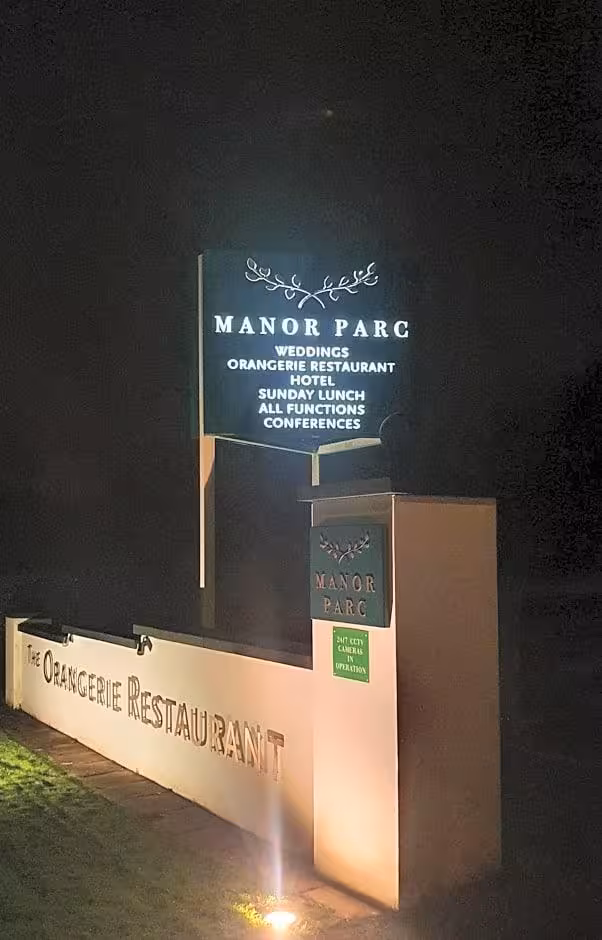 MANOR PARC
WEDDINGS
ORANGERIE RESTAURANT
HOTEL
SUNDAY LUNCH
ALL FUNCTIONS
CONFERENCES
MANOR
PARC
24/7 CCTV
CAMERAS
IN
OPERATION
THE ORANGERIE RESTAURANT